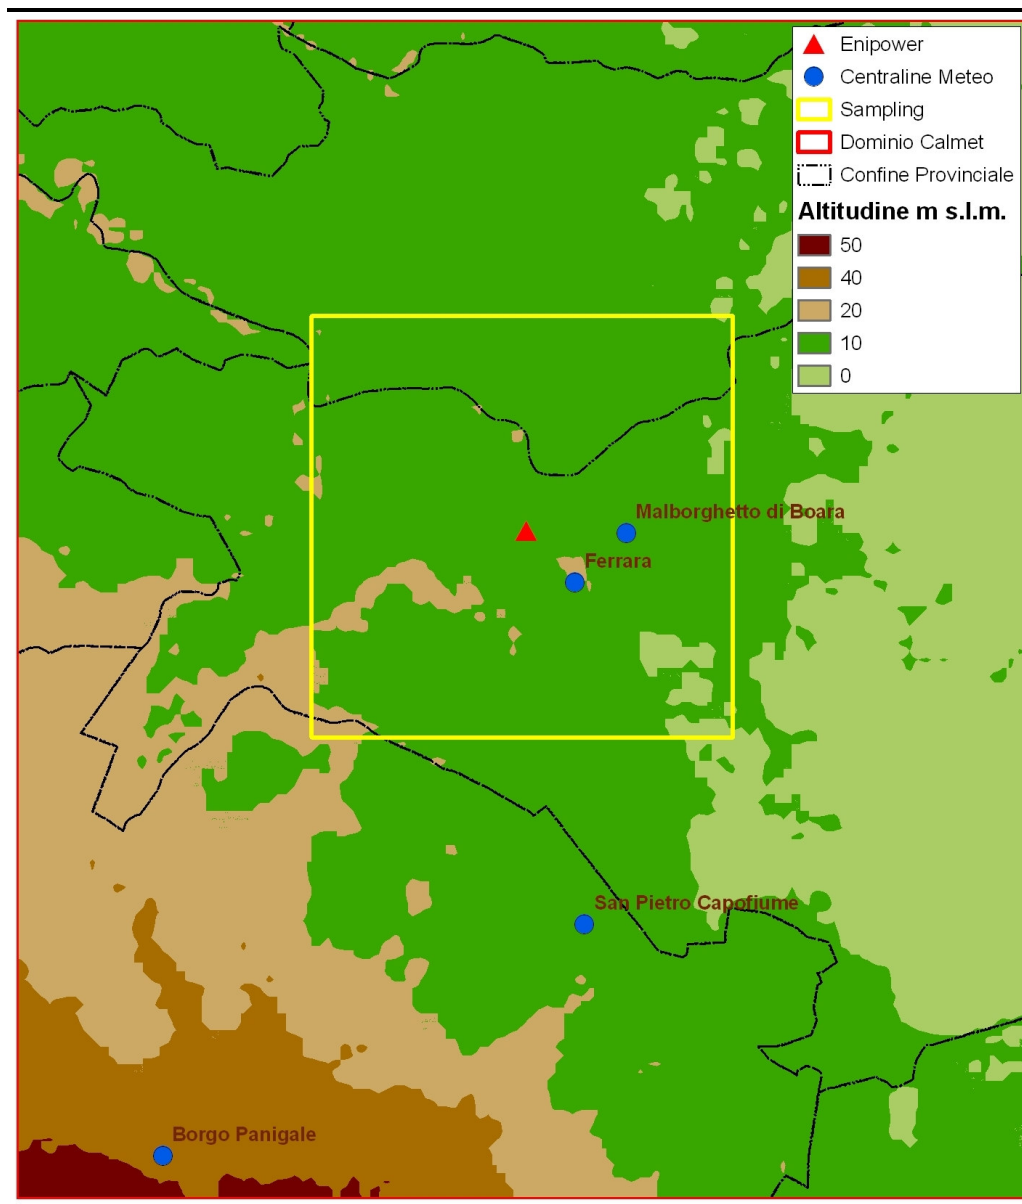 Enipower
Centraline Meteo
Sampling
Dominio Calmet
Confine Provinciale
Altitudine m s.l.m.
50
40
20
10
0
Malborghetto di Boara
Ferrara
San Pietro Capofiume
Borgo Panigale